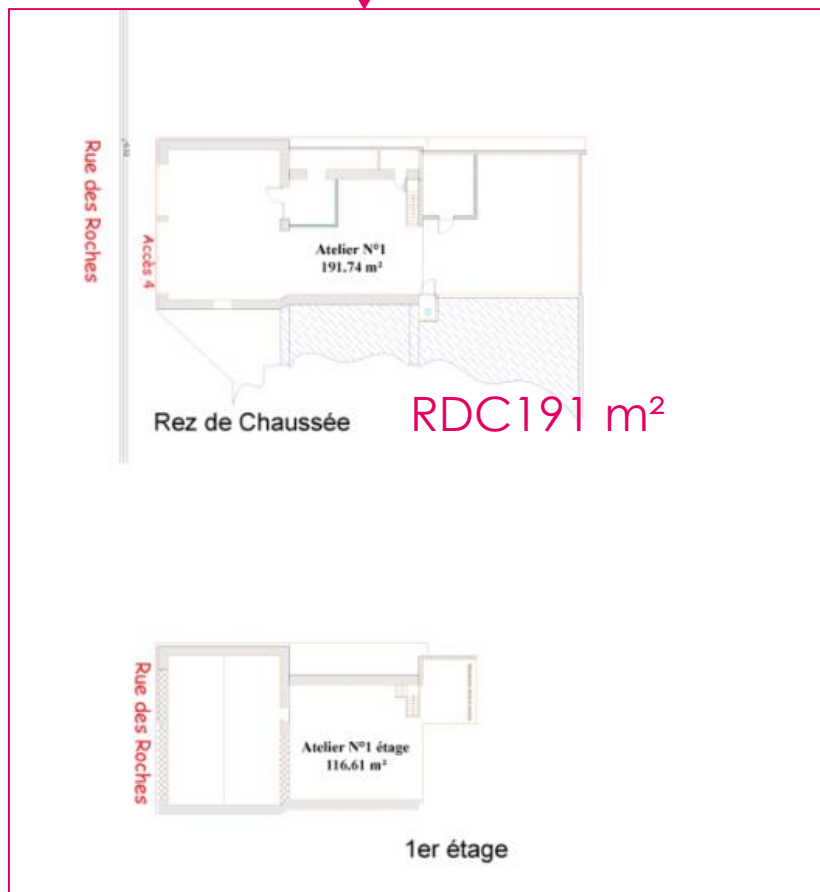 Rue des Roches
Accès 4
Atelier N°1
191.74 m²
Rez de Chaussée
RDC191 m²
Rue des Roches
Atelier N°1 étage
116.61 m²
1er étage